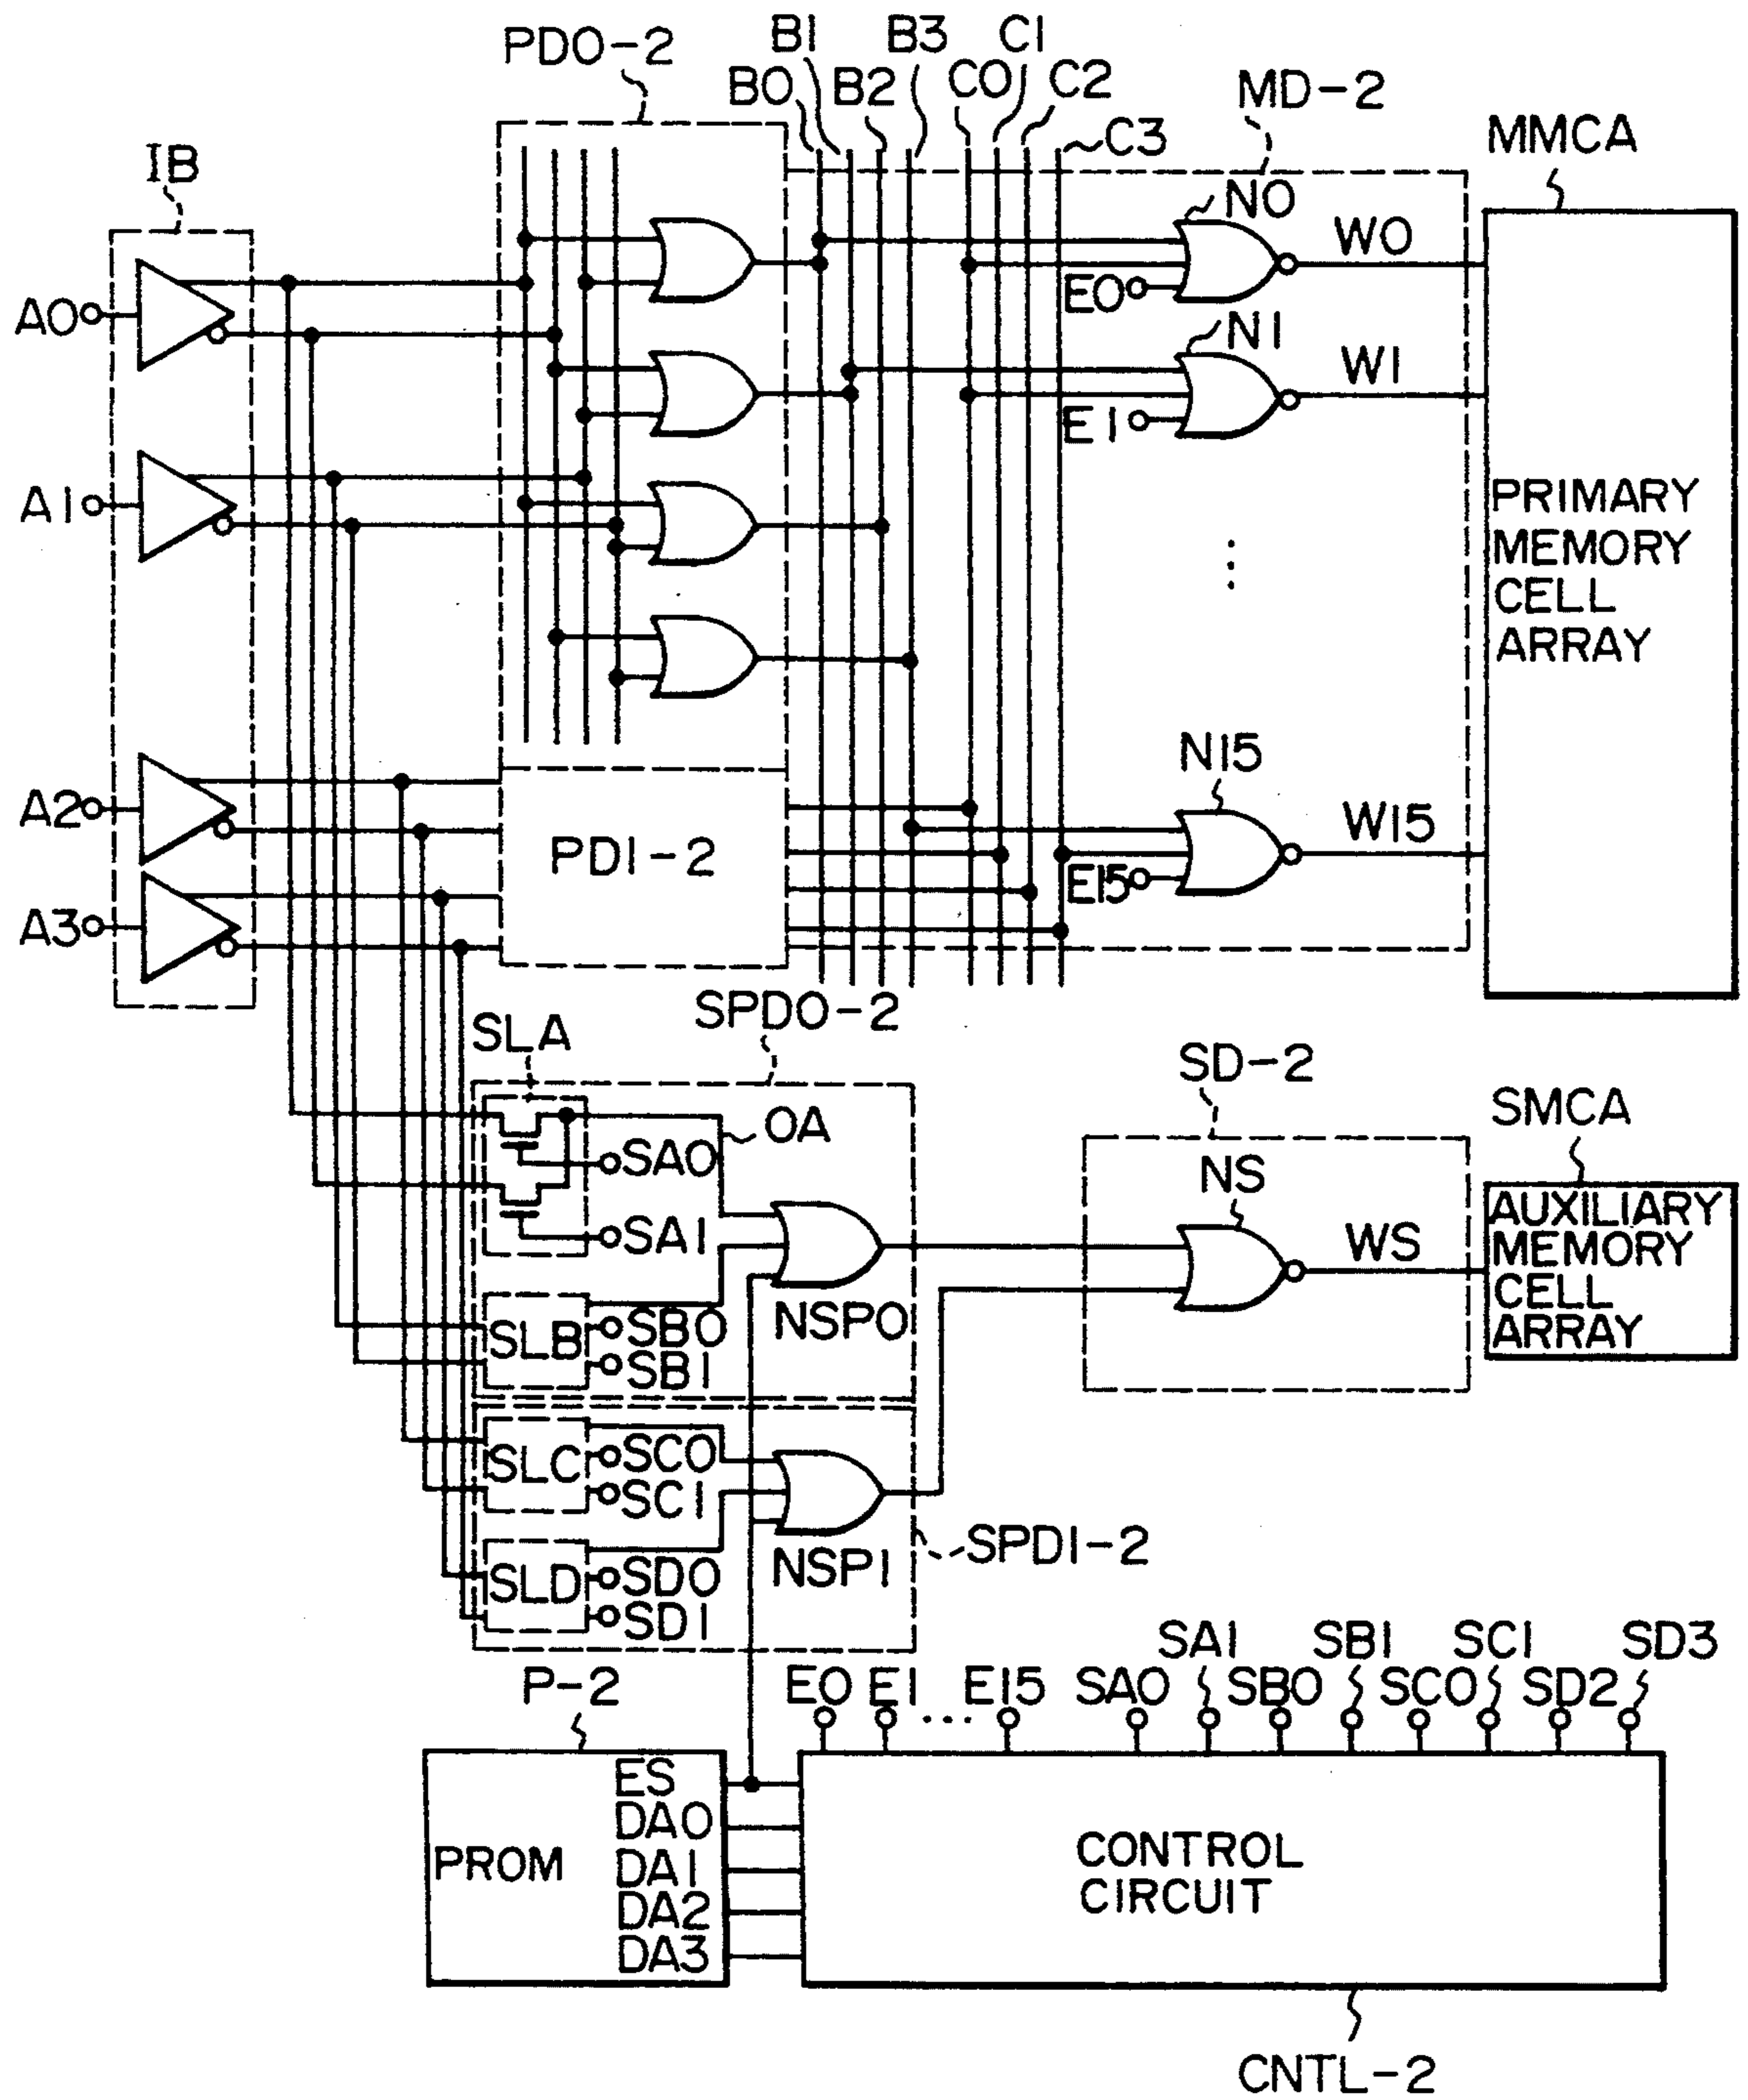 PD0-2
B1
B3
C1
B0
B2
C0
C2
MD-2
C3
MMCA
IB
N0
W0
A0
E0
N1
W1
E1
A1
PRIMARY
MEMORY
CELL
ARRAY
N15
A2
W15
PD1-2
E15
A3
SPD0-2
SLA
SD-2
SMCA
OA
SA0
NS
SA1
WS
AUXILIARY
MEMORY
CELL
ARRAY
SLB
SB0
SB1
NSP0
SLC
SC0
SC1
SPD1-2
NSP1
SLD
SD0
SD1
P-2
E0
E1
...
E15
SA0
SA1
SB0
SB1
SC0
SC1
SD2
SD3
PROM
ES
DA0
DA1
DA2
DA3
CONTROL
CIRCUIT
CNTL-2